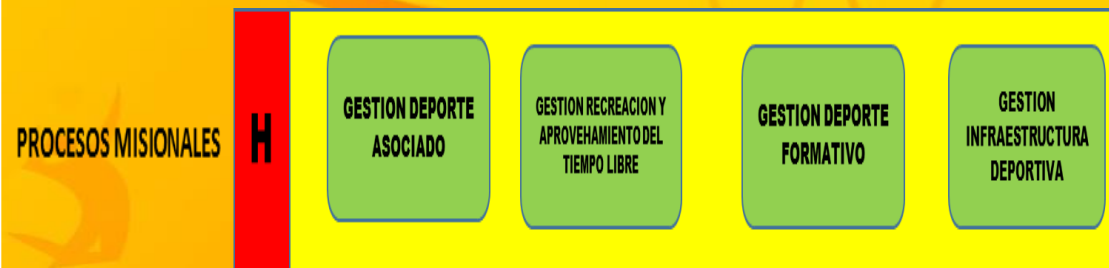 PROCESOS MISIONALES
H
GESTION DEPORTE
ASOCIADO
GESTION RECREACION Y
APROVEHAMIENTO DEL
TIEMPO LIBRE
GESTION DEPORTE
FORMATIVO
GESTION
INFRAESTRUCTURA
DEPORTIVA